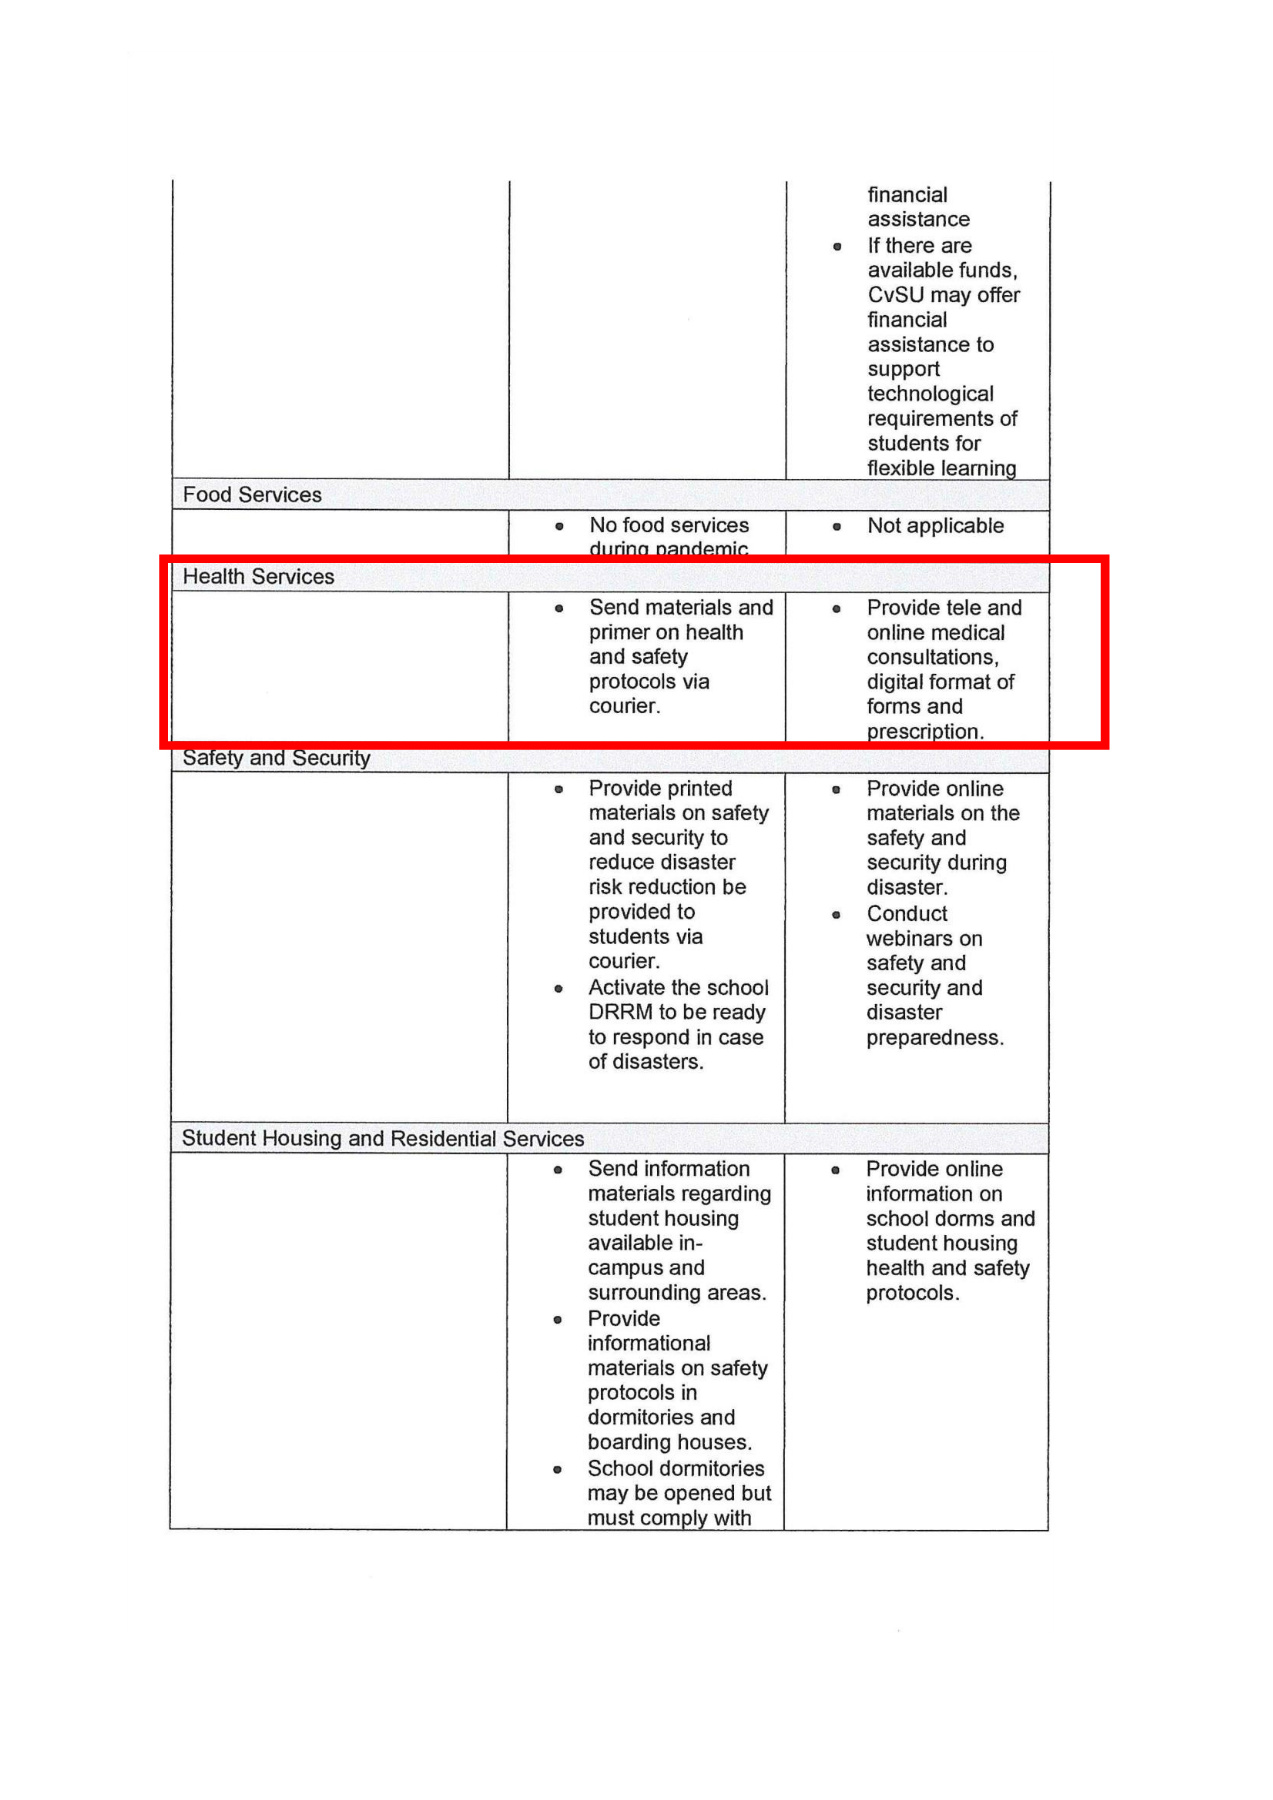 financial
assistance
• If there are
available funds,
CvSU may offer
financial
assistance to
support
technological
requirements of
students for
flexible learning
Food Services
• No food services
during pandemic
• Not applicable
Health Services
• Send materials and
primer on health
and safety
protocols via
courier.
• Provide tele and
online medical
consultations,
digital format of
forms and
prescription.
Safety and Security
• Provide printed
materials on safety
and security to
reduce disaster
risk reduction be
provided to
students via
courier.
• Activate the school
DRRM to be ready
to respond in case
of disasters.
• Provide online
materials on the
safety and
security during
disaster.
• Conduct
webinars on
safety and
security and
disaster
preparedness.
Student Housing and Residential Services
• Send information
materials regarding
student housing
available in-
campus and
surrounding areas.
• Provide
informational
materials on safety
protocols in
dormitories and
boarding houses.
• School dormitories
may be opened but
must comply with
• Provide online
information on
school dorms and
student housing
health and safety
protocols.